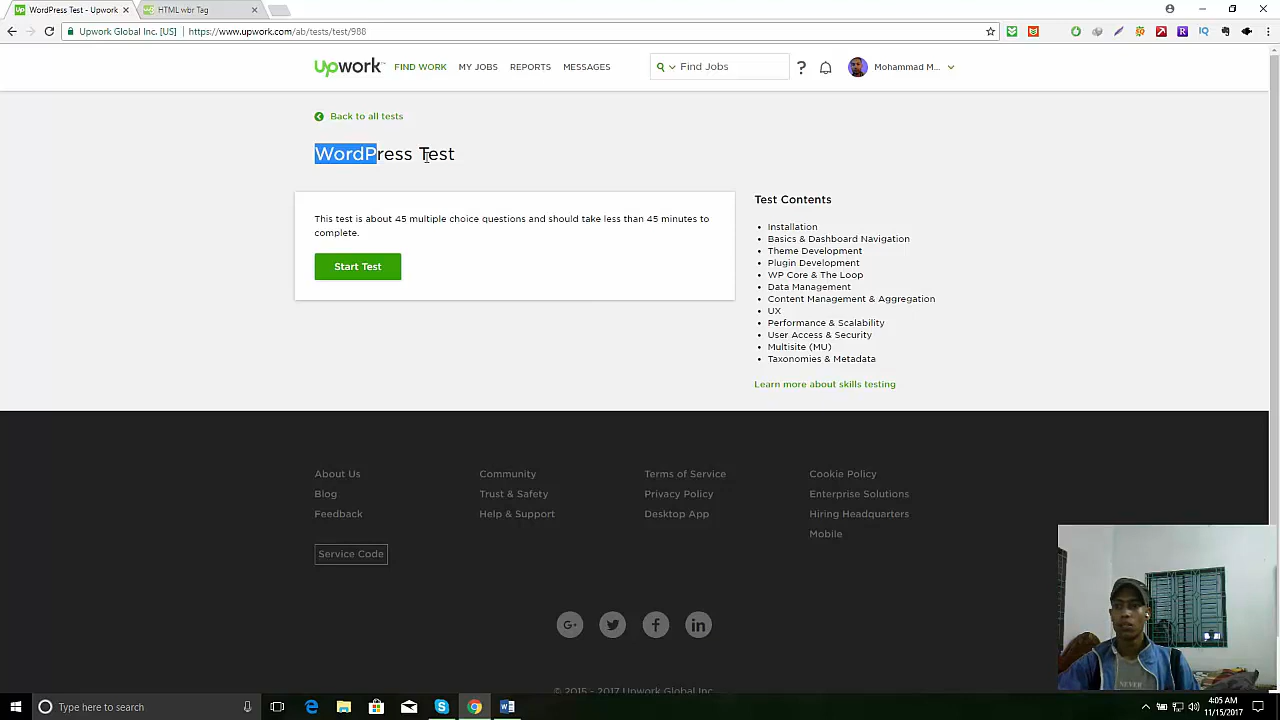 WordPress Test - Upwork
HTML wbr Tag
Upwork Global Inc. [US]
https://www.upwork.com/ab/tests/test/988
upwork
FIND WORK
MY JOBS
REPORTS
MESSAGES
Find Jobs
?
Mohammad M...
Back to all tests
WordPress Test
This test is about 45 multiple choice questions and should take less than 45 minutes to
complete.
Start Test
Test Contents
Installation
Basics & Dashboard Navigation
Theme Development
Plugin Development
WP Core & The Loop
Data Management
Content Management & Aggregation
UX
Performance & Scalability
User Access & Security
Multisite (MU)
Taxonomies & Metadata
Learn more about skills testing
About Us
Community
Terms of Service
Cookie Policy
Blog
Trust & Safety
Privacy Policy
Enterprise Solutions
Feedback
Help & Support
Desktop App
Hiring Headquarters
Mobile
Service Code
© 2015 - 2017 Upwork Global Inc.
NEVER
Type here to search
4:05 AM
11/15/2017